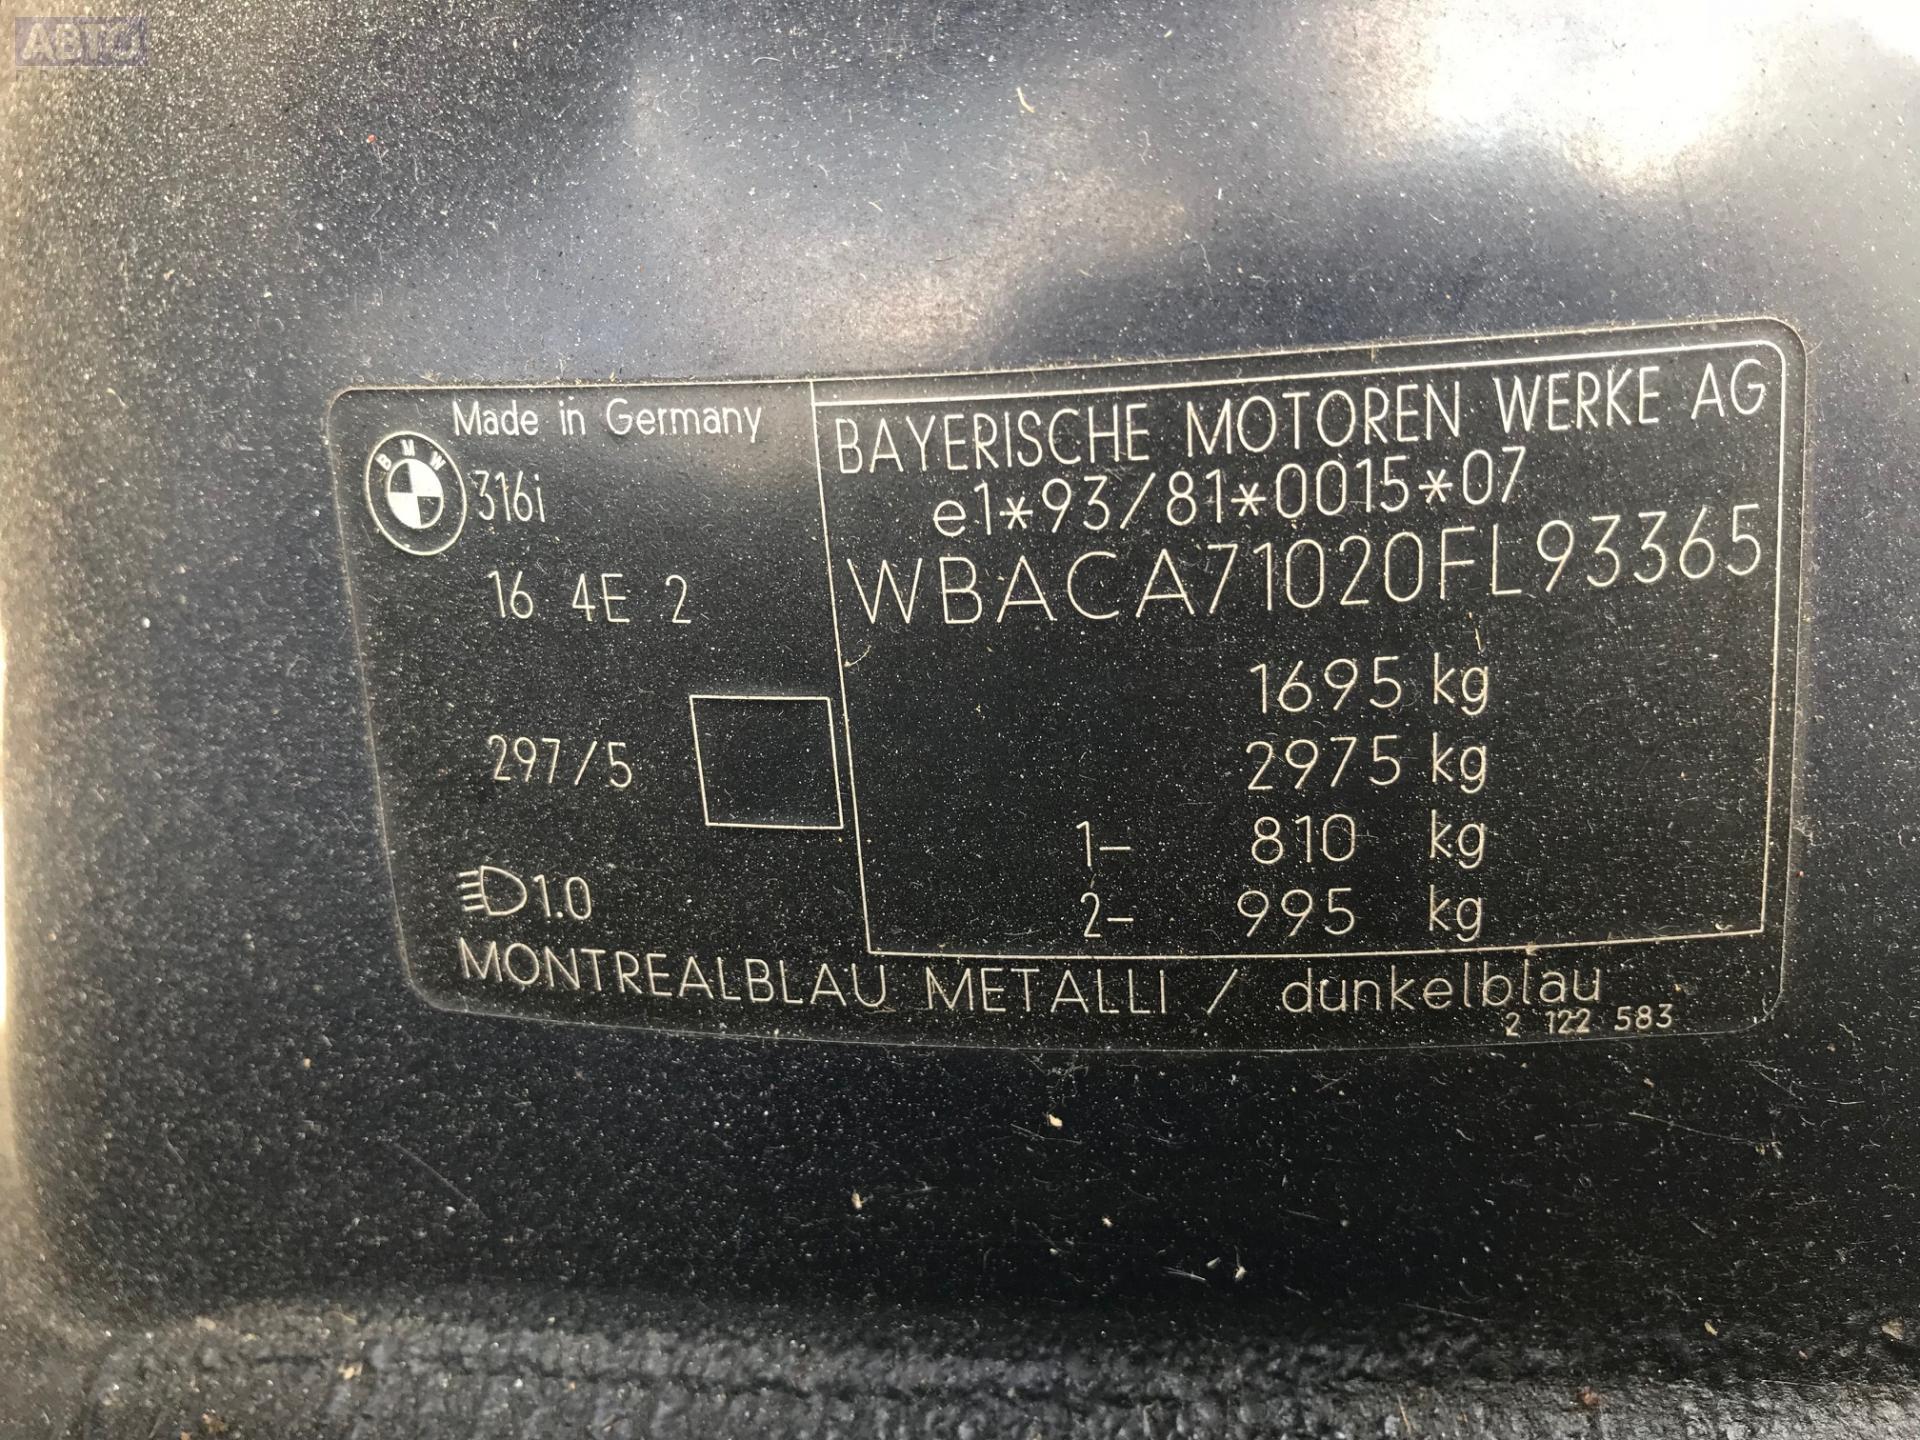 АВТО
Made in Germany
BMW
316i
16 4E 2
297/5
1.0
BAYERISCHE MOTOREN WERKE AG
e1*93/81*0015*07
WBACA71020FL93365
1695 kg
2975 kg
1- 810 kg
2- 995 kg
MONTREALBLAU METALLI / dunkelblau
2 122 583